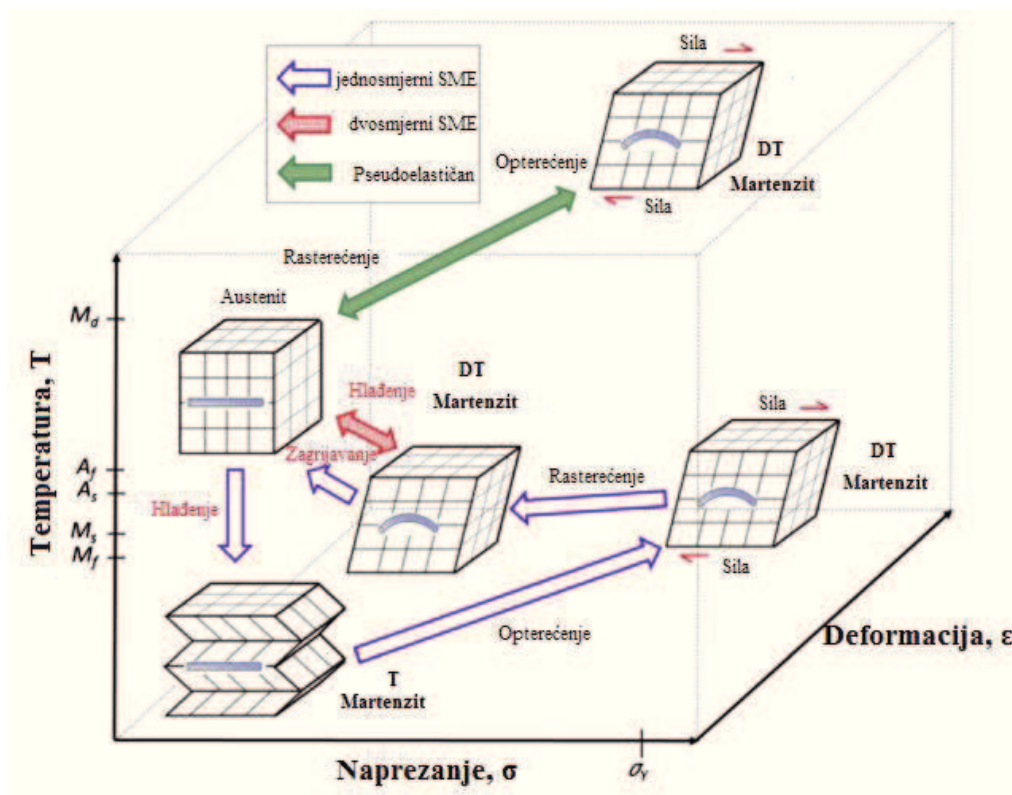 jednosmjerni SME
dvosmjerni SME
Pseudoelastičan
Sila
Opterećenje
DT
Martenzit
Sila
Rasterećenje
Austenit
M_d
Temperatura, T
Hlađenje
DT
Martenzit
Zagrijavanje
Sila
DT
Martenzit
A_f
A_s
M_s
M_f
Hlađenje
Rasterećenje
Sila
Opterećenje
Deformacija, ε
T
Martenzit
Naprezanje, σ
σ_Y